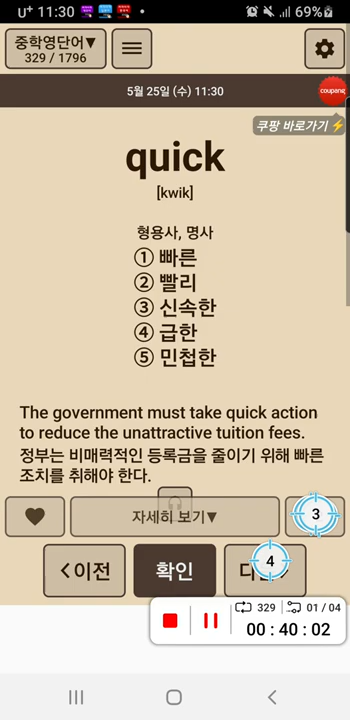 U⁺ 11:30 69%
중학영단어▼
329 / 1796
5월 25일 (수) 11:30
coupang
쿠팡 바로가기⚡
quick
[kwik]
형용사, 명사
① 빠른
② 빨리
③ 신속한
④ 급한
⑤ 민첩한
The government must take quick action
to reduce the unattractive tuition fees.
정부는 비매력적인 등록금을 줄이기 위해 빠른
조치를 취해야 한다.
자세히 보기▼
3
<이전
확인
4
329
01 / 04
00 : 40 : 02